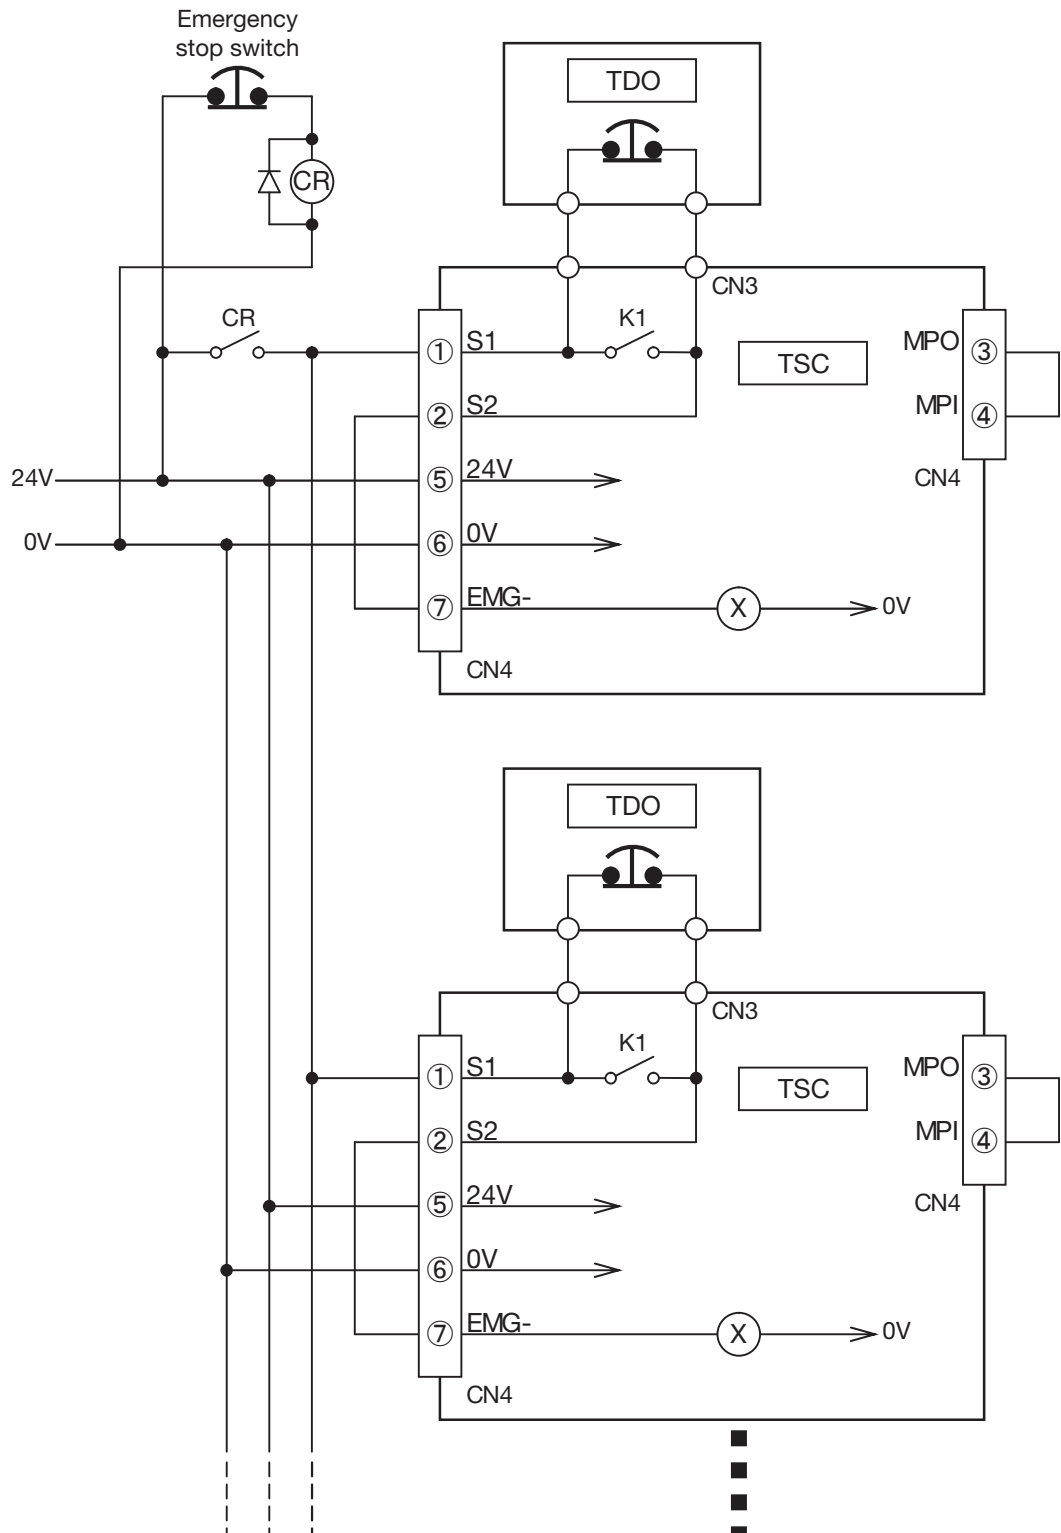 Emergency
stop switch
TDO
CR
CN3
CR
K1
① S1
TSC
MPO ③
② S2
MPI ④
24V
⑤ 24V
CN4
0V
⑥ 0V
⑦ EMG-
X
0V
CN4
TDO
CN3
K1
① S1
TSC
MPO ③
② S2
MPI ④
⑤ 24V
CN4
⑥ 0V
⑦ EMG-
X
0V
CN4